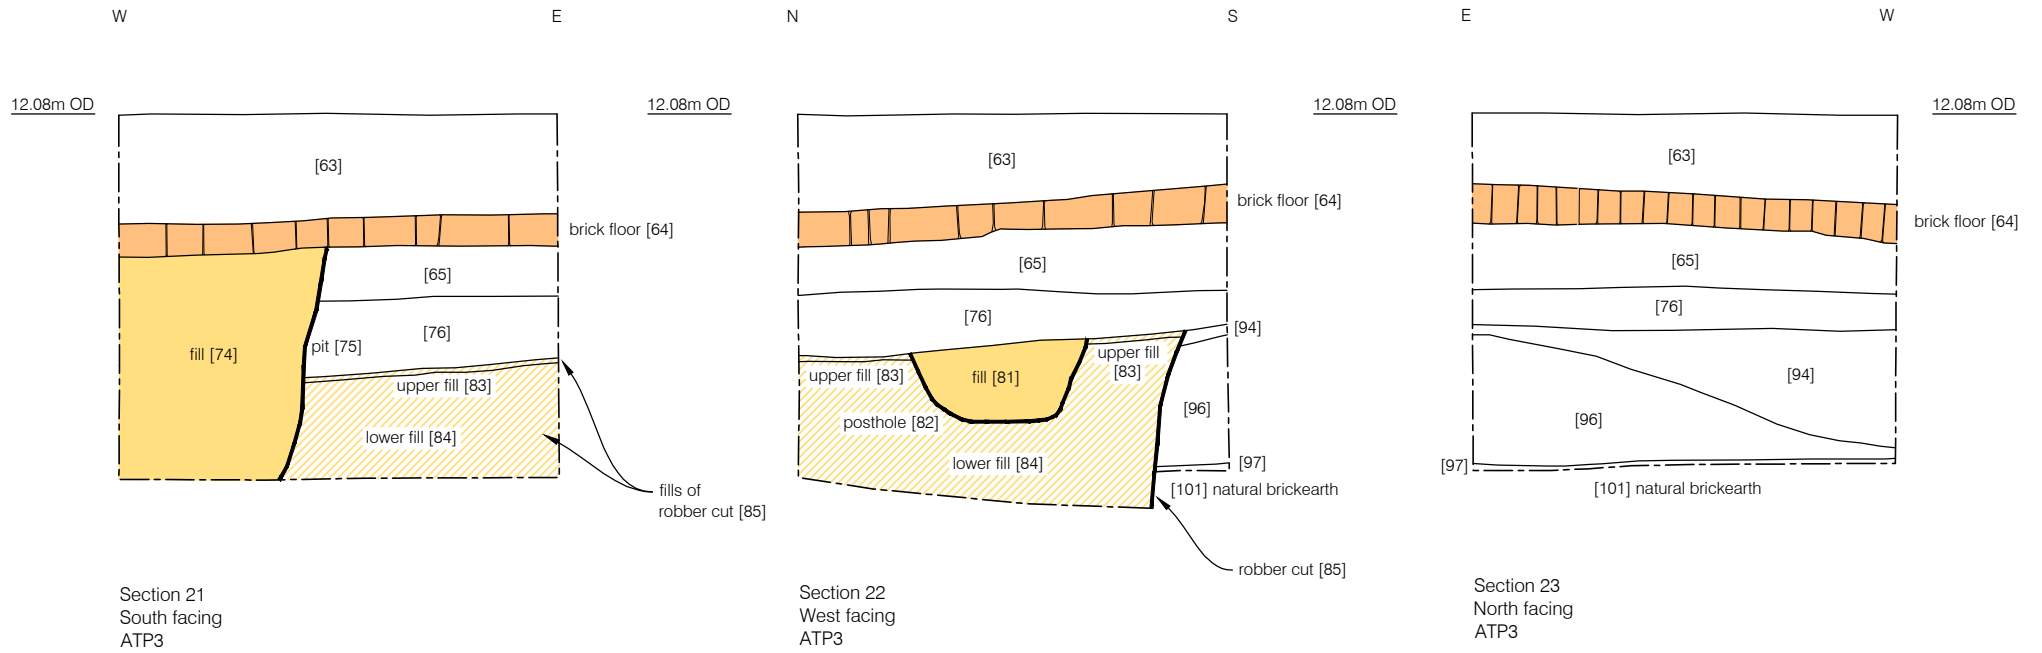 W
E
N
S
E
W
12.08m OD
12.08m OD
12.08m OD
12.08m OD
[63]
brick floor [64]
[65]
[76]
fill [74]
pit [75]
upper fill [83]
lower fill [84]
fills of
robber cut [85]
Section 21
South facing
ATP3
[63]
brick floor [64]
[65]
[76]
[94]
upper fill [83]
fill [81]
upper fill
[83]
posthole [82]
[96]
lower fill [84]
[97]
[101] natural brickearth
robber cut [85]
Section 22
West facing
ATP3
[63]
brick floor [64]
[65]
[76]
[94]
[96]
[97]
[101] natural brickearth
Section 23
North facing
ATP3